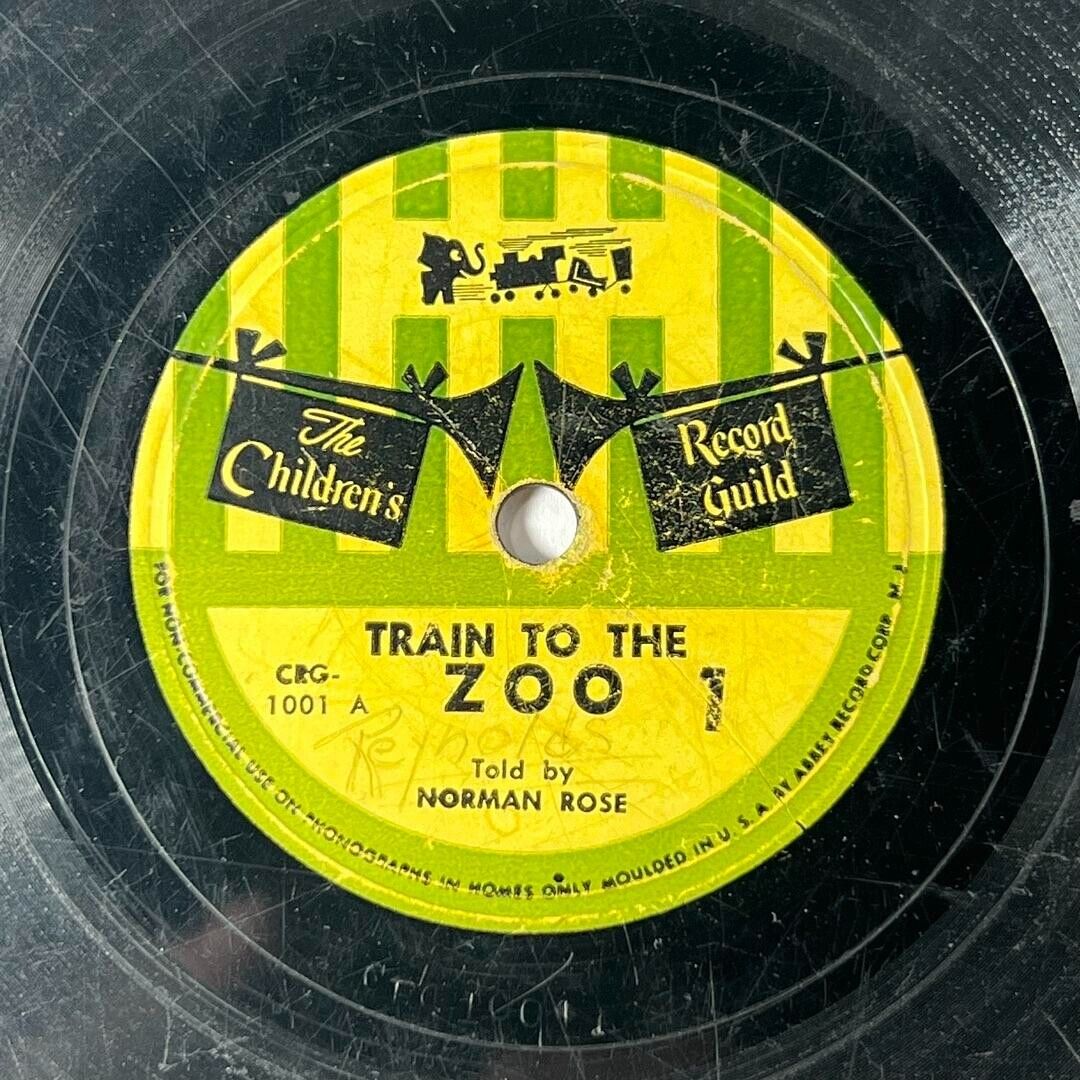 The
Children's
Record
Guild
TRAIN TO THE
ZOO 1
CRG-
1001 A
Reynolds
Told by
NORMAN ROSE
FOR NON-COMMERCIAL USE ON PHONOGRAPHS IN HOMES ONLY MOULDED IN U. S. A. BY ABBEY RECORD CORP. N. J.